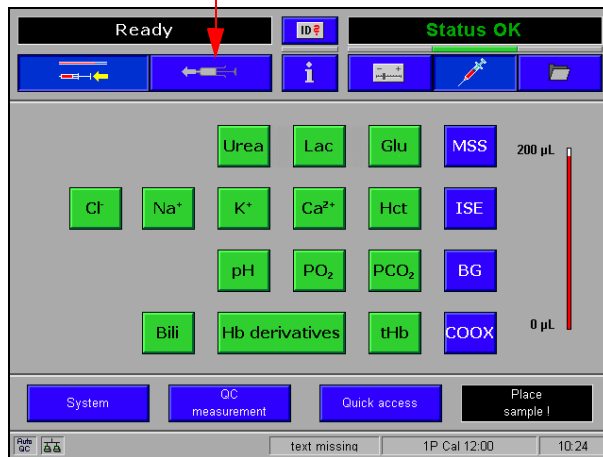 Ready
ID
Status OK
i
Urea Lac Glu MSS 200 µL
Cl- Na+ K+ Ca2+ Hct ISE
pH PO2 PCO2 BG
Bili Hb derivatives tHb COOX 0 µL
System
QC
measurement
Quick access
Place
sample !
Auto
QC
text missing
1P Cal 12:00
10:24